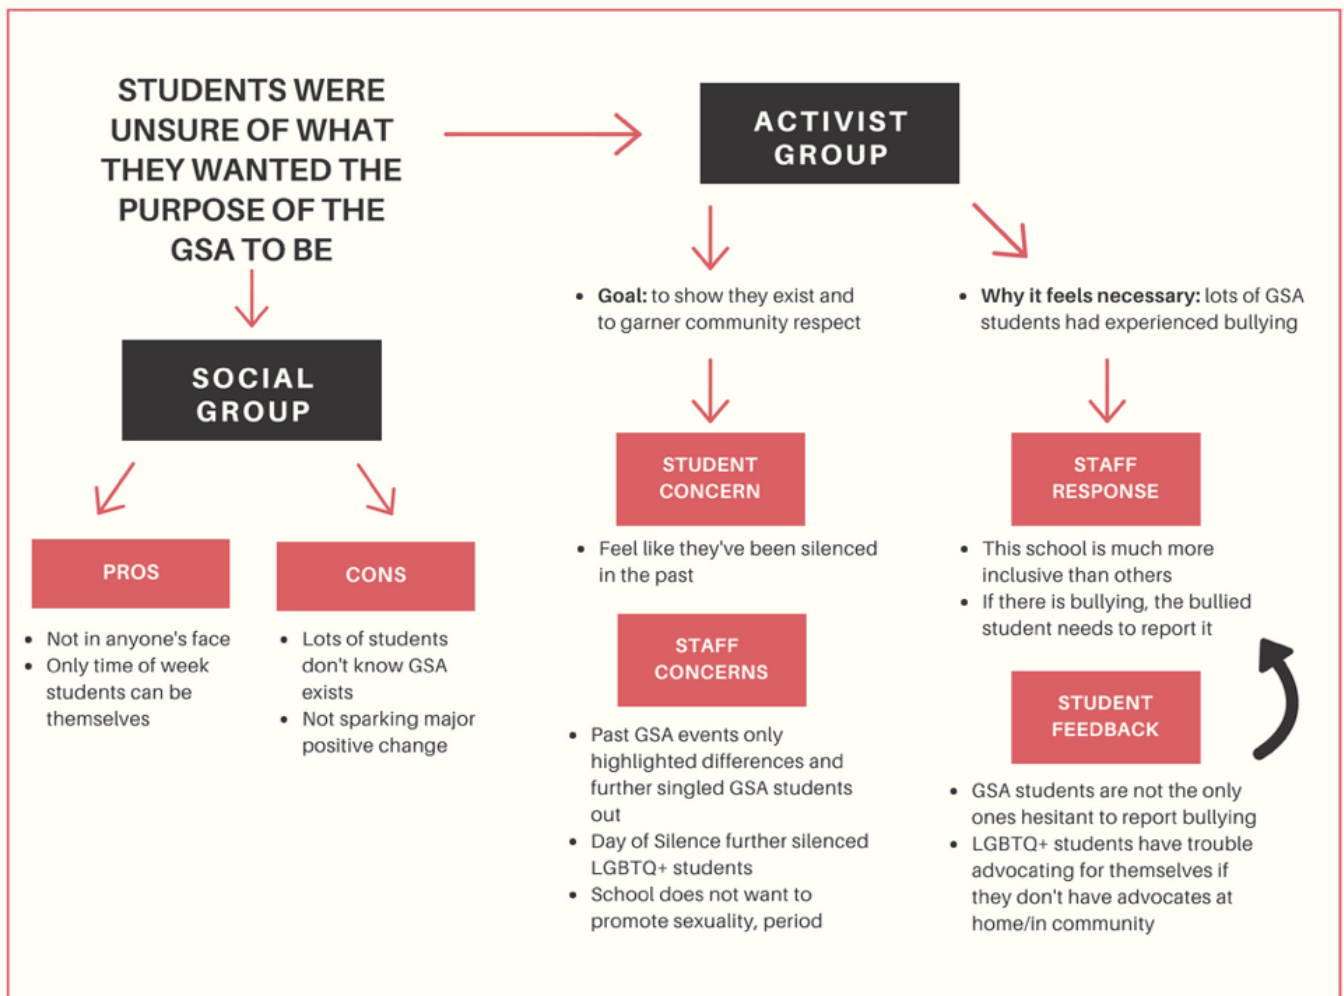 STUDENTS WERE
UNSURE OF WHAT
THEY WANTED THE
PURPOSE OF THE
GSA TO BE
SOCIAL
GROUP
PROS
• Not in anyone's face
• Only time of week
students can be
themselves
CONS
• Lots of students
don't know GSA
exists
• Not sparking major
positive change
ACTIVIST
GROUP
• Goal: to show they exist and
to garner community respect
STUDENT
CONCERN
• Feel like they've been silenced
in the past
STAFF
CONCERNS
• Past GSA events only
highlighted differences and
further singled GSA students
out
• Day of Silence further silenced
LGBTQ+ students
• School does not want to
promote sexuality, period
• Why it feels necessary: lots of GSA
students had experienced bullying
STAFF
RESPONSE
• This school is much more
inclusive than others
• If there is bullying, the bullied
student needs to report it
STUDENT
FEEDBACK
• GSA students are not the only
ones hesitant to report bullying
• LGBTQ+ students have trouble
advocating for themselves if
they don't have advocates at
home/in community